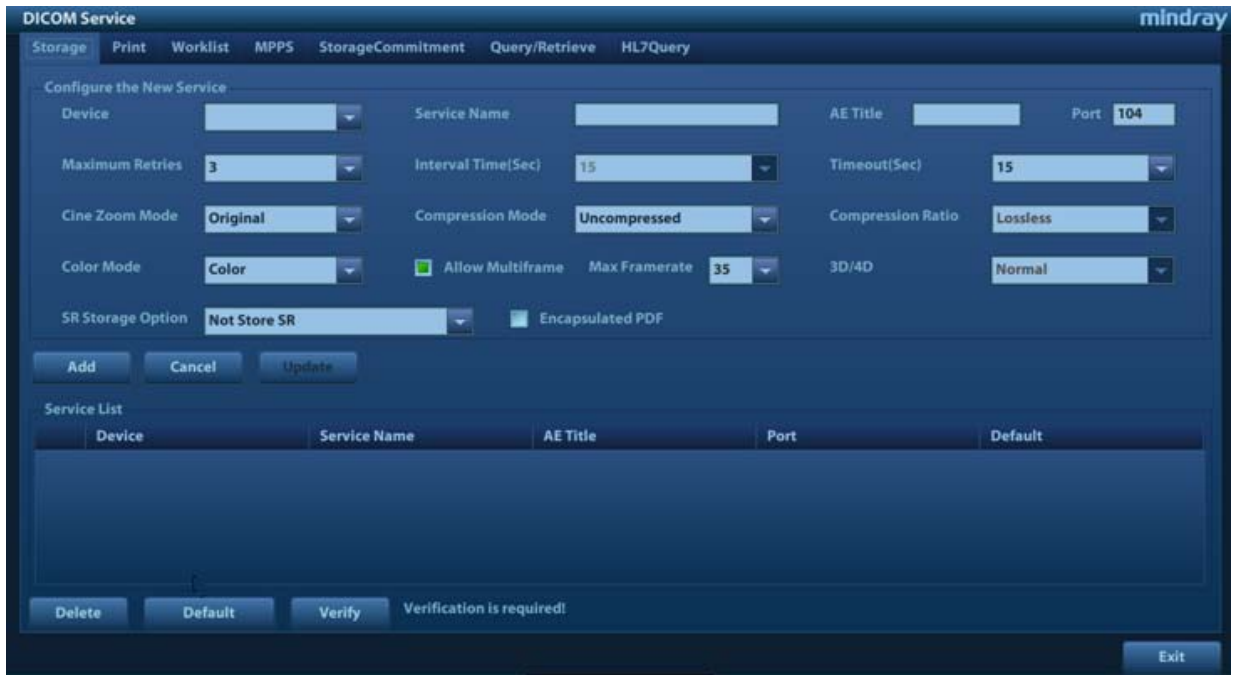 DICOM Service mindray
Storage Print Worklist MPPS StorageCommitment Query/Retrieve HL7Query
Configure the New Service
Device Service Name AE Title Port 104
Maximum Retries 3 Interval Time(Sec) 15 Timeout(Sec) 15
Cine Zoom Mode Original Compression Mode Uncompressed Compression Ratio Lossless
Color Mode Color Allow Multiframe Max Framerate 35 3D/4D Normal
SR Storage Option Not Store SR Encapsulated PDF
Add Cancel Update
Service List
Device Service Name AE Title Port Default
Delete Default Verify Verification is required!
Exit